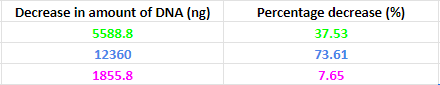 Decrease in amount of DNA (ng) Percentage decrease (%)
5588.8 37.53
12360 73.61
1855.8 7.65